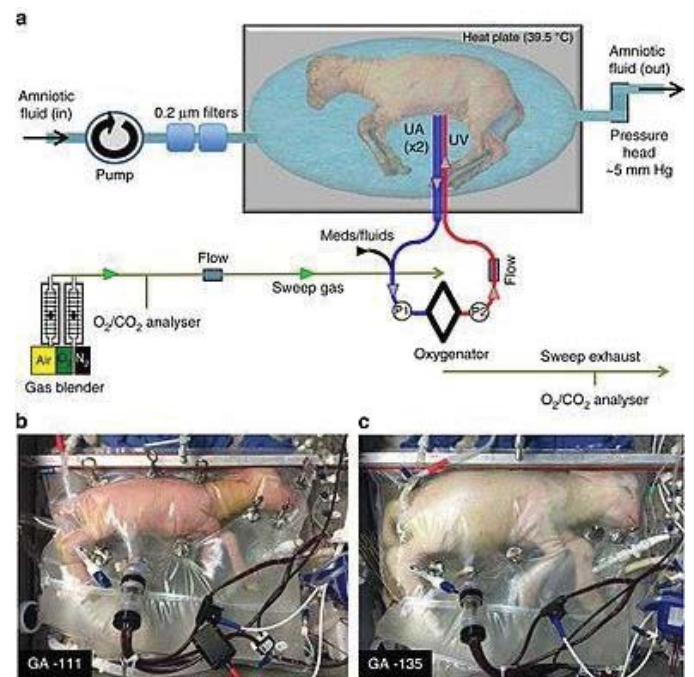 a
Heat plate (39.5 °C)
Amniotic
fluid (in)
0.2 μm filters
Pump
UA
(x2)
UV
Amniotic
fluid (out)
Pressure
head
~5 mm Hg
Meds/fluids
Flow
Sweep gas
O₂/CO₂ analyser
Air
N₂
Gas blender
P1
P2
Flow
Oxygenator
Sweep exhaust
O₂/CO₂ analyser
b
GA -111
c
GA -135